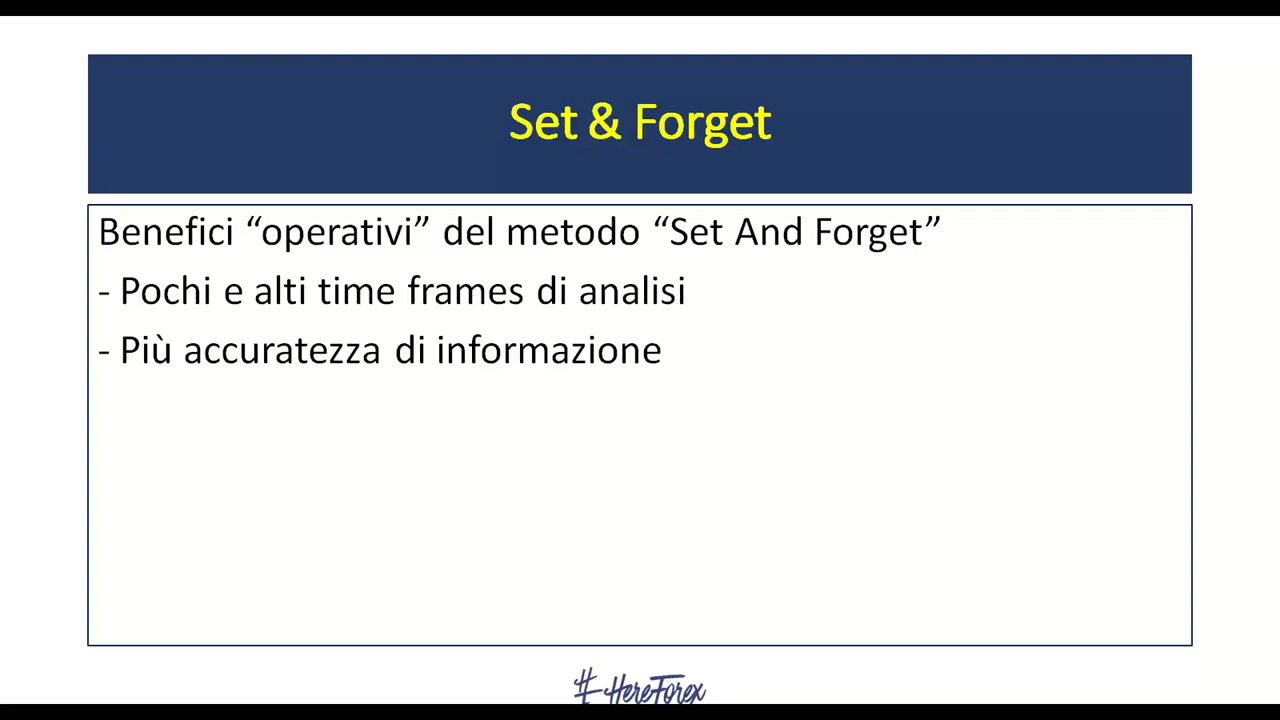 Set & Forget
Benefici “operativi” del metodo “Set And Forget”
- Pochi e alti time frames di analisi
- Più accuratezza di informazione
#HereForex